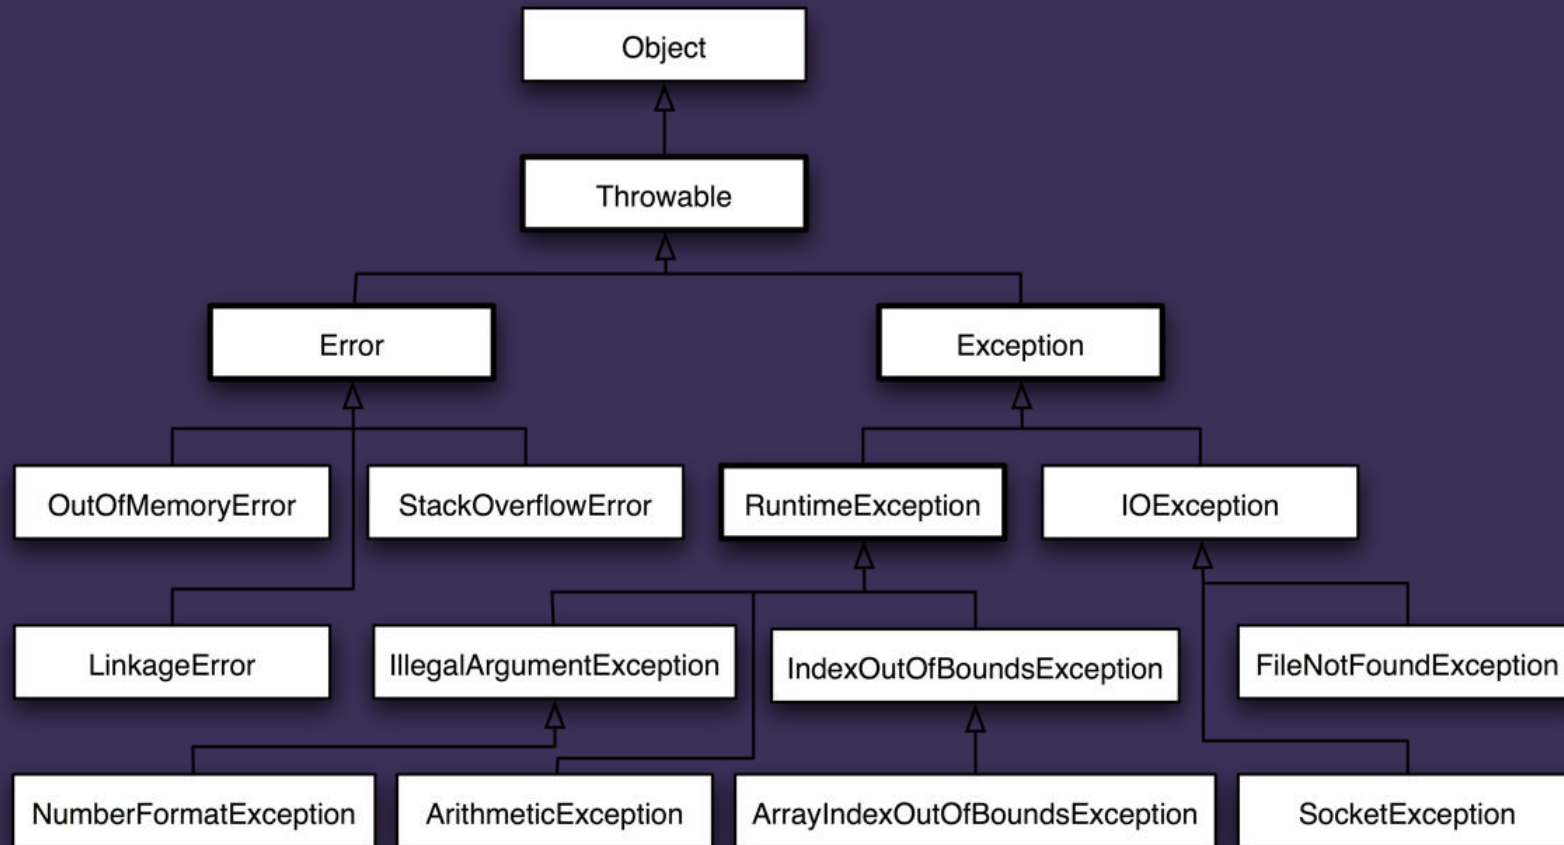 Object
Throwable
Error
Exception
OutOfMemoryError
StackOverflowError
RuntimeException
IOException
LinkageError
IllegalArgumentException
IndexOutOfBoundsException
FileNotFoundException
NumberFormatException
ArithmeticException
ArrayIndexOutOfBoundsException
SocketException